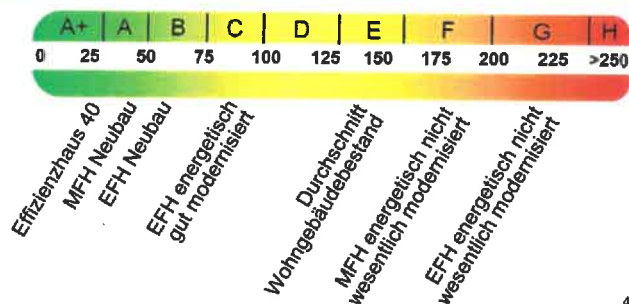 A+ A B C D E F G H
0 25 50 75 100 125 150 175 200 225 >250
Effizienzhaus 40
MFH Neubau
EFH Neubau
EFH energetisch
gut modernisiert
Durchschnitt
Wohngebäudebestand
MFH energetisch nicht
wesentlich modernisiert
EFH energetisch nicht
wesentlich modernisiert